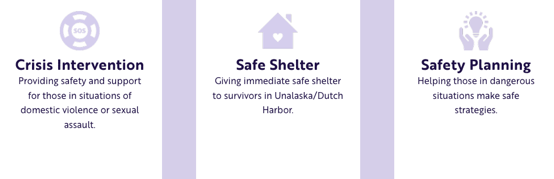 SOS
Crisis Intervention
Providing safety and support
for those in situations of
domestic violence or sexual
assault.
Safe Shelter
Giving immediate safe shelter
to survivors in Unalaska/Dutch
Harbor.
Safety Planning
Helping those in dangerous
situations make safe
strategies.